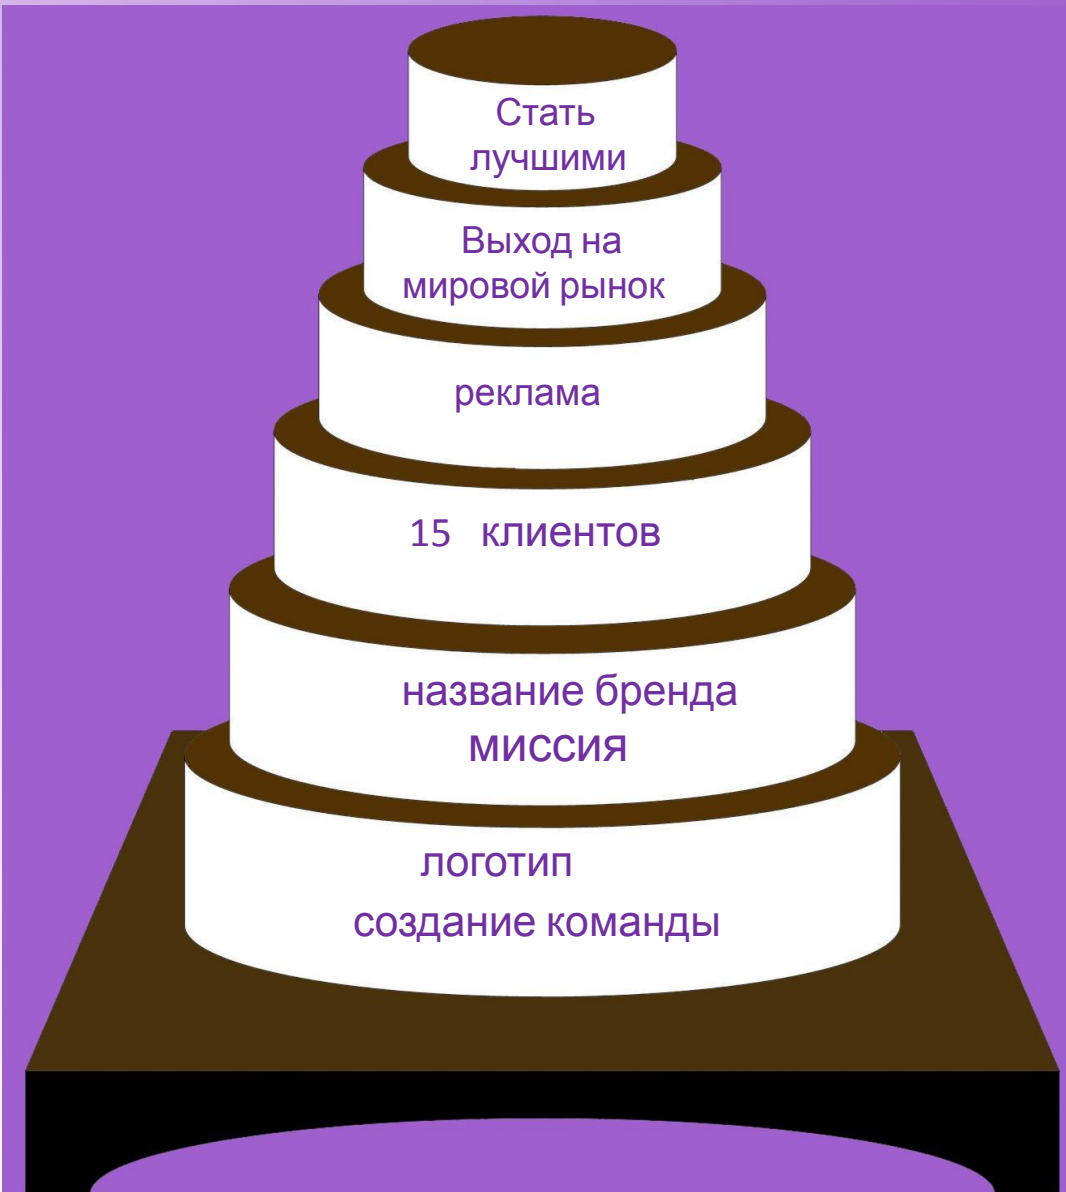 Стать
лучшими
Выход на
мировой рынок
реклама
15 клиентов
название бренда
миссия
логотип
создание команды